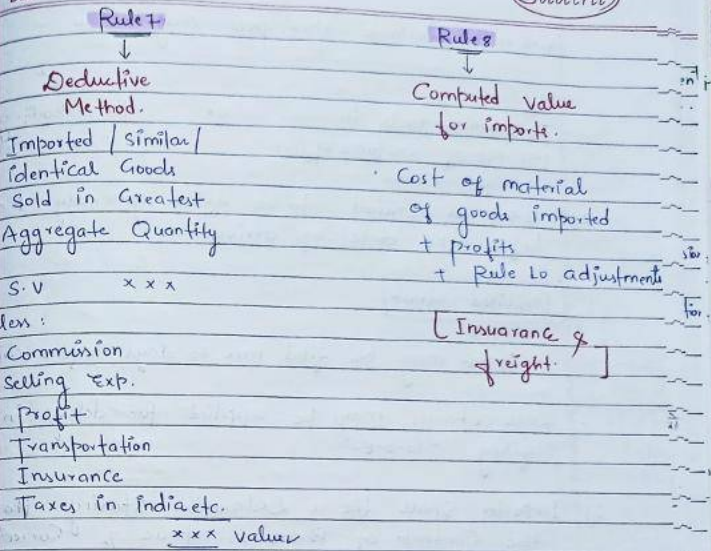 Rule 7
↓
Deductive
Method.
Imported / Similar /
identical Goods
Sold in Greatest
Aggregate Quantity
S.V x x x
less :
Commission
Selling Exp.
Profit
Transportation
Insurance
Taxes in india etc.
x x x value
Rule 8
↓
Computed value
for imports.
Cost of material
of goods imported
+ profits
+ Rule 10 adjustments
[ Insuarance &
freight. ]